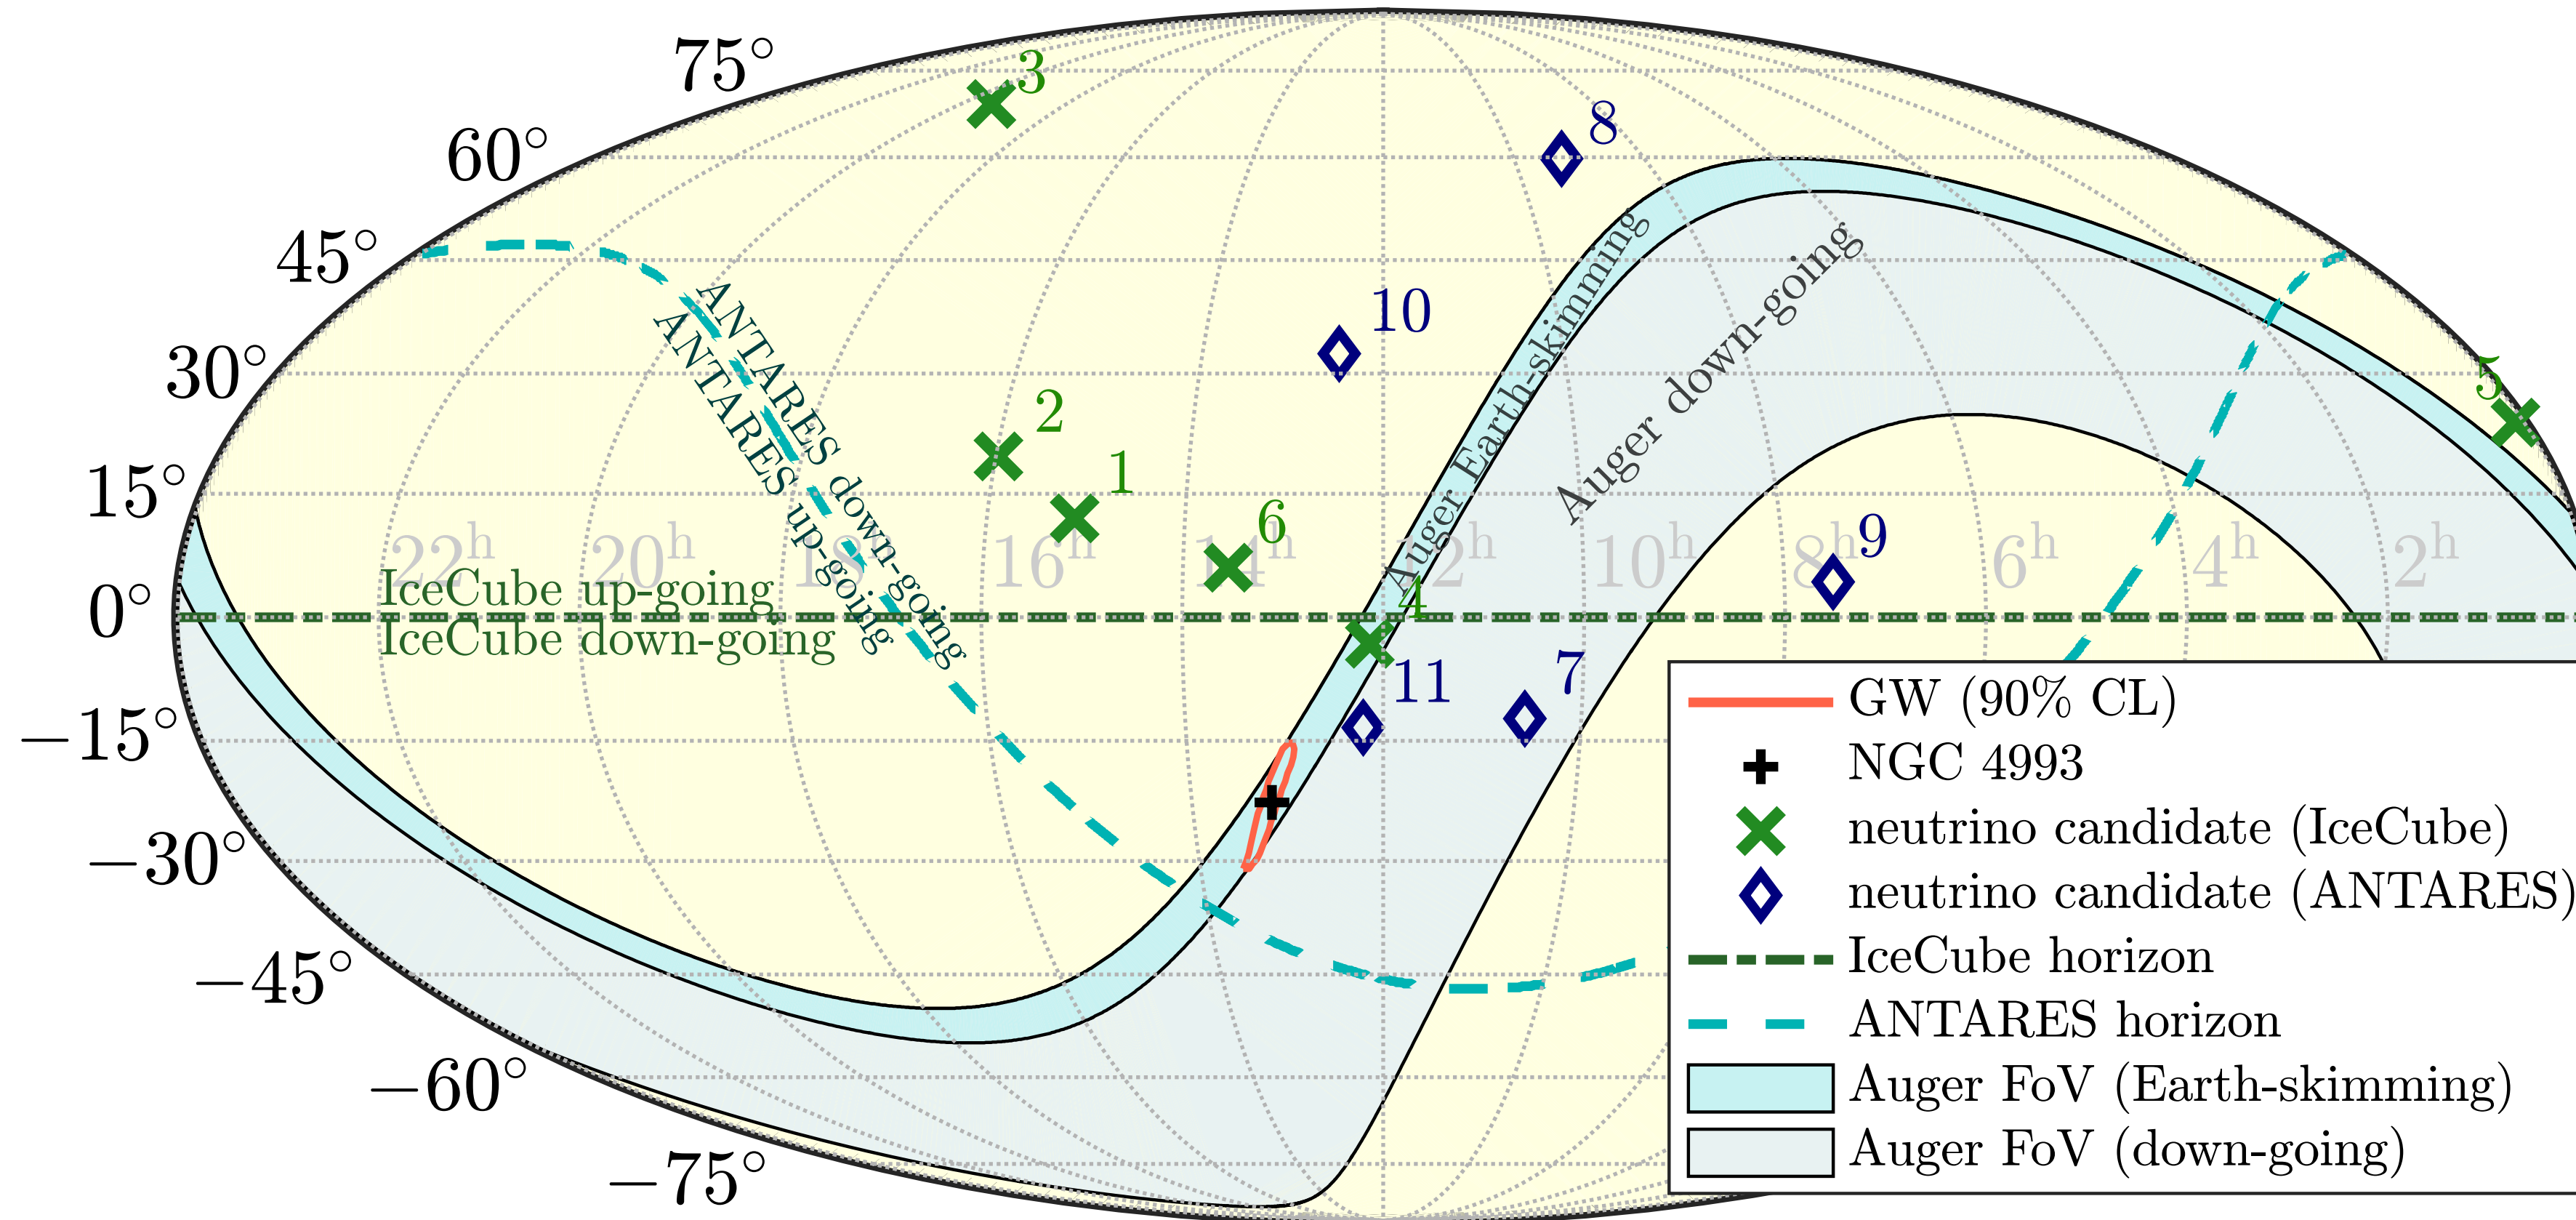 75°
3
60°
8
45°
30°
10
15°
2
1
6
5
9
ANTARES down-going
ANTARES up-going
Auger Earth-skimming
Auger down-going
22h
20h
18h
16h
14h
12h
10h
8h
6h
4h
2h
IceCube up-going
0°
IceCube down-going
4
11
7
−15°
−30°
−45°
−60°
−75°
GW (90% CL)
NGC 4993
neutrino candidate (IceCube)
neutrino candidate (ANTARES)
IceCube horizon
ANTARES horizon
Auger FoV (Earth-skimming)
Auger FoV (down-going)